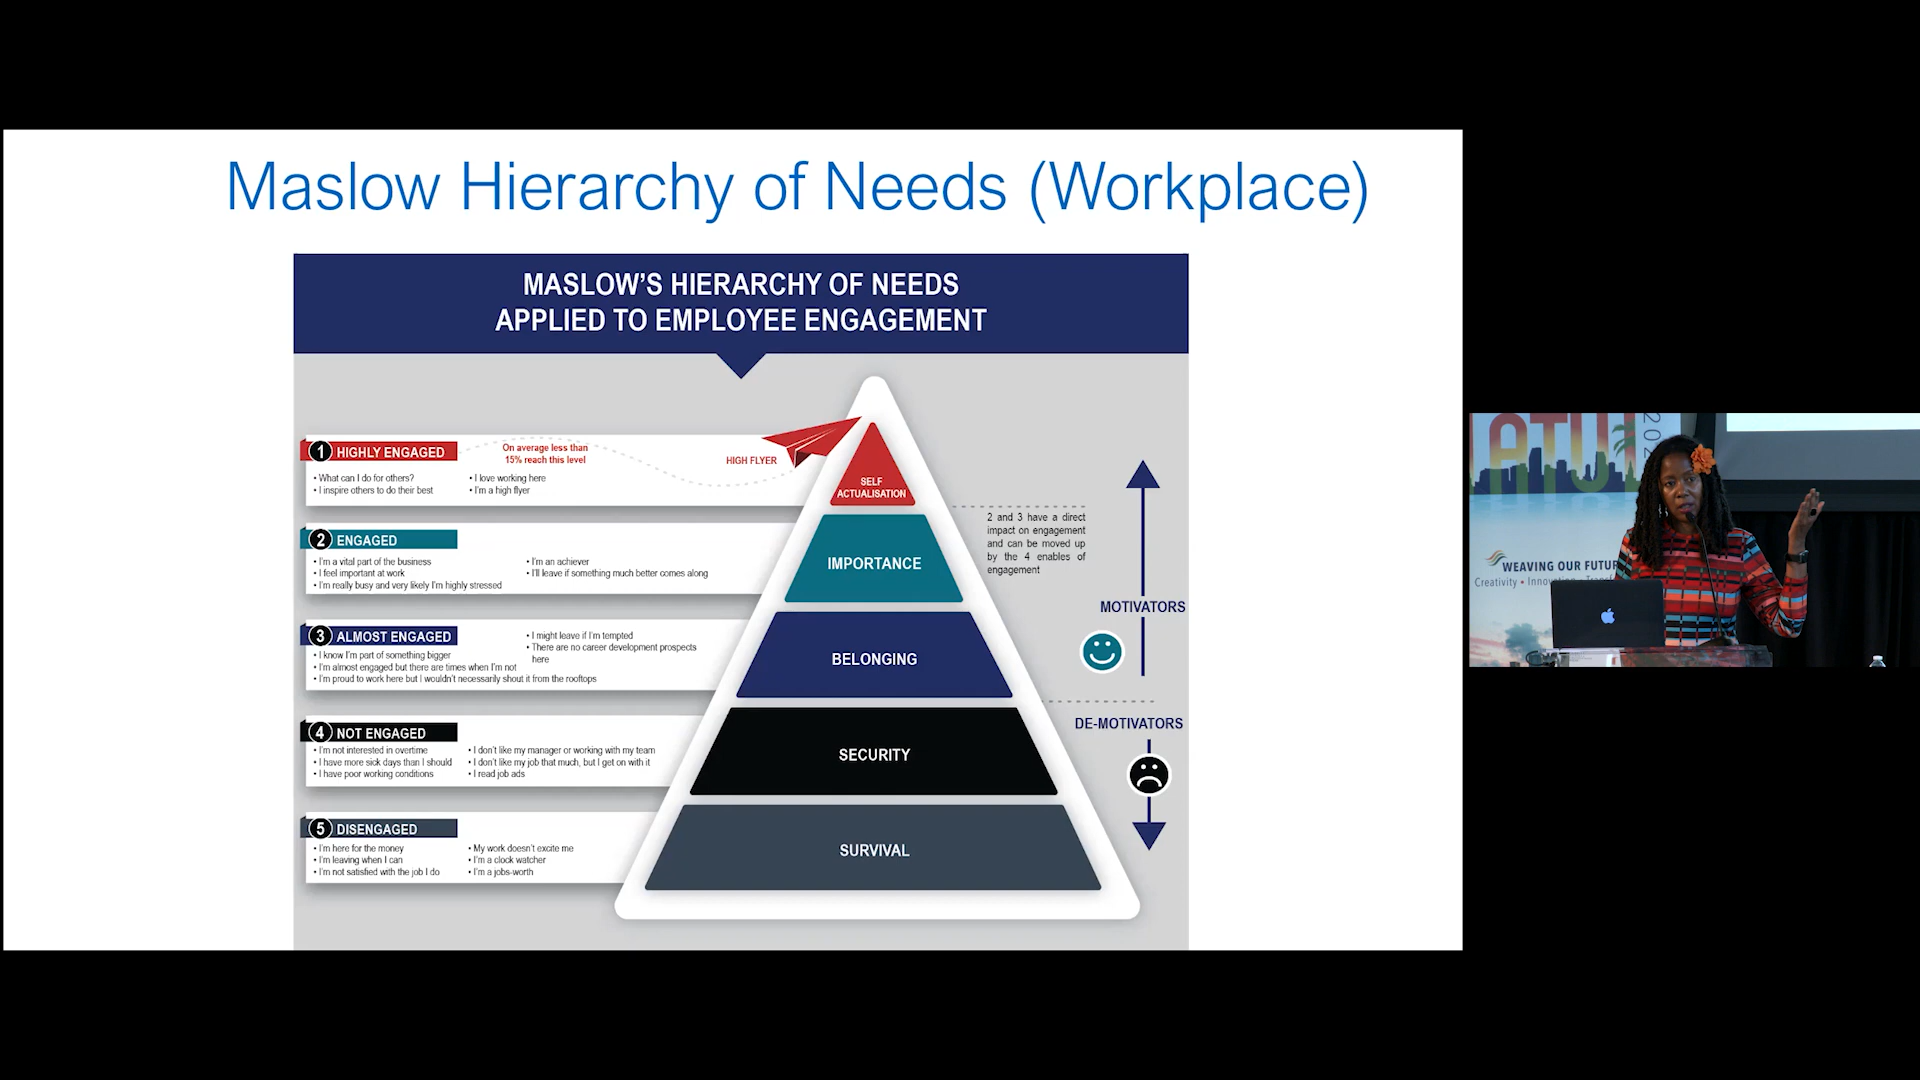 Maslow Hierarchy of Needs (Workplace)
MASLOW'S HIERARCHY OF NEEDS
APPLIED TO EMPLOYEE ENGAGEMENT
1 HIGHLY ENGAGED
On average less than
15% reach this level
HIGH FLYER
• What can I do for others?
• I inspire others to do their best
• I love working here
• I'm a high flyer
SELF
ACTUALISATION
2 ENGAGED
• I'm a vital part of the business
• I feel important at work
• I'm really busy and very likely I'm highly stressed
• I'm an achiever
• I'll leave if something much better comes along
IMPORTANCE
2 and 3 have a direct
impact on engagement
and can be moved up
by the 4 enables of
engagement
MOTIVATORS
3 ALMOST ENGAGED
• I know I'm part of something bigger
• I'm almost engaged but there are times when I'm not
• I'm proud to work here but I wouldn't necessarily shout it from the rooftops
• I might leave if I'm tempted
• There are no career development prospects
here
BELONGING
DE-MOTIVATORS
4 NOT ENGAGED
• I'm not interested in overtime
• I have more sick days than I should
• I have poor working conditions
• I don't like my manager or working with my team
• I don't like my job that much, but I get on with it
• I read job ads
SECURITY
5 DISENGAGED
• I'm here for the money
• I'm leaving when I can
• I'm not satisfied with the job I do
• My work doesn't excite me
• I'm a clock watcher
• I'm a jobs-worth
SURVIVAL
ATU
202
WEAVING OUR FUTUR
Creativity •